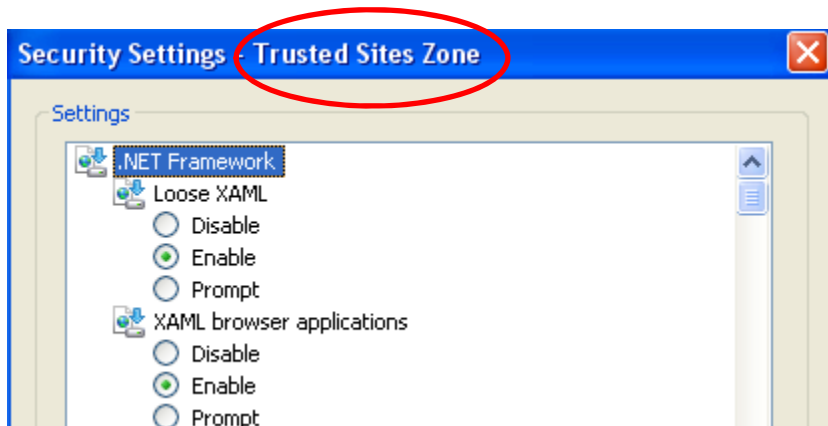 Security Settings - Trusted Sites Zone
Settings
.NET Framework
Loose XAML
Disable
Enable
Prompt
XAML browser applications
Disable
Enable
Prompt